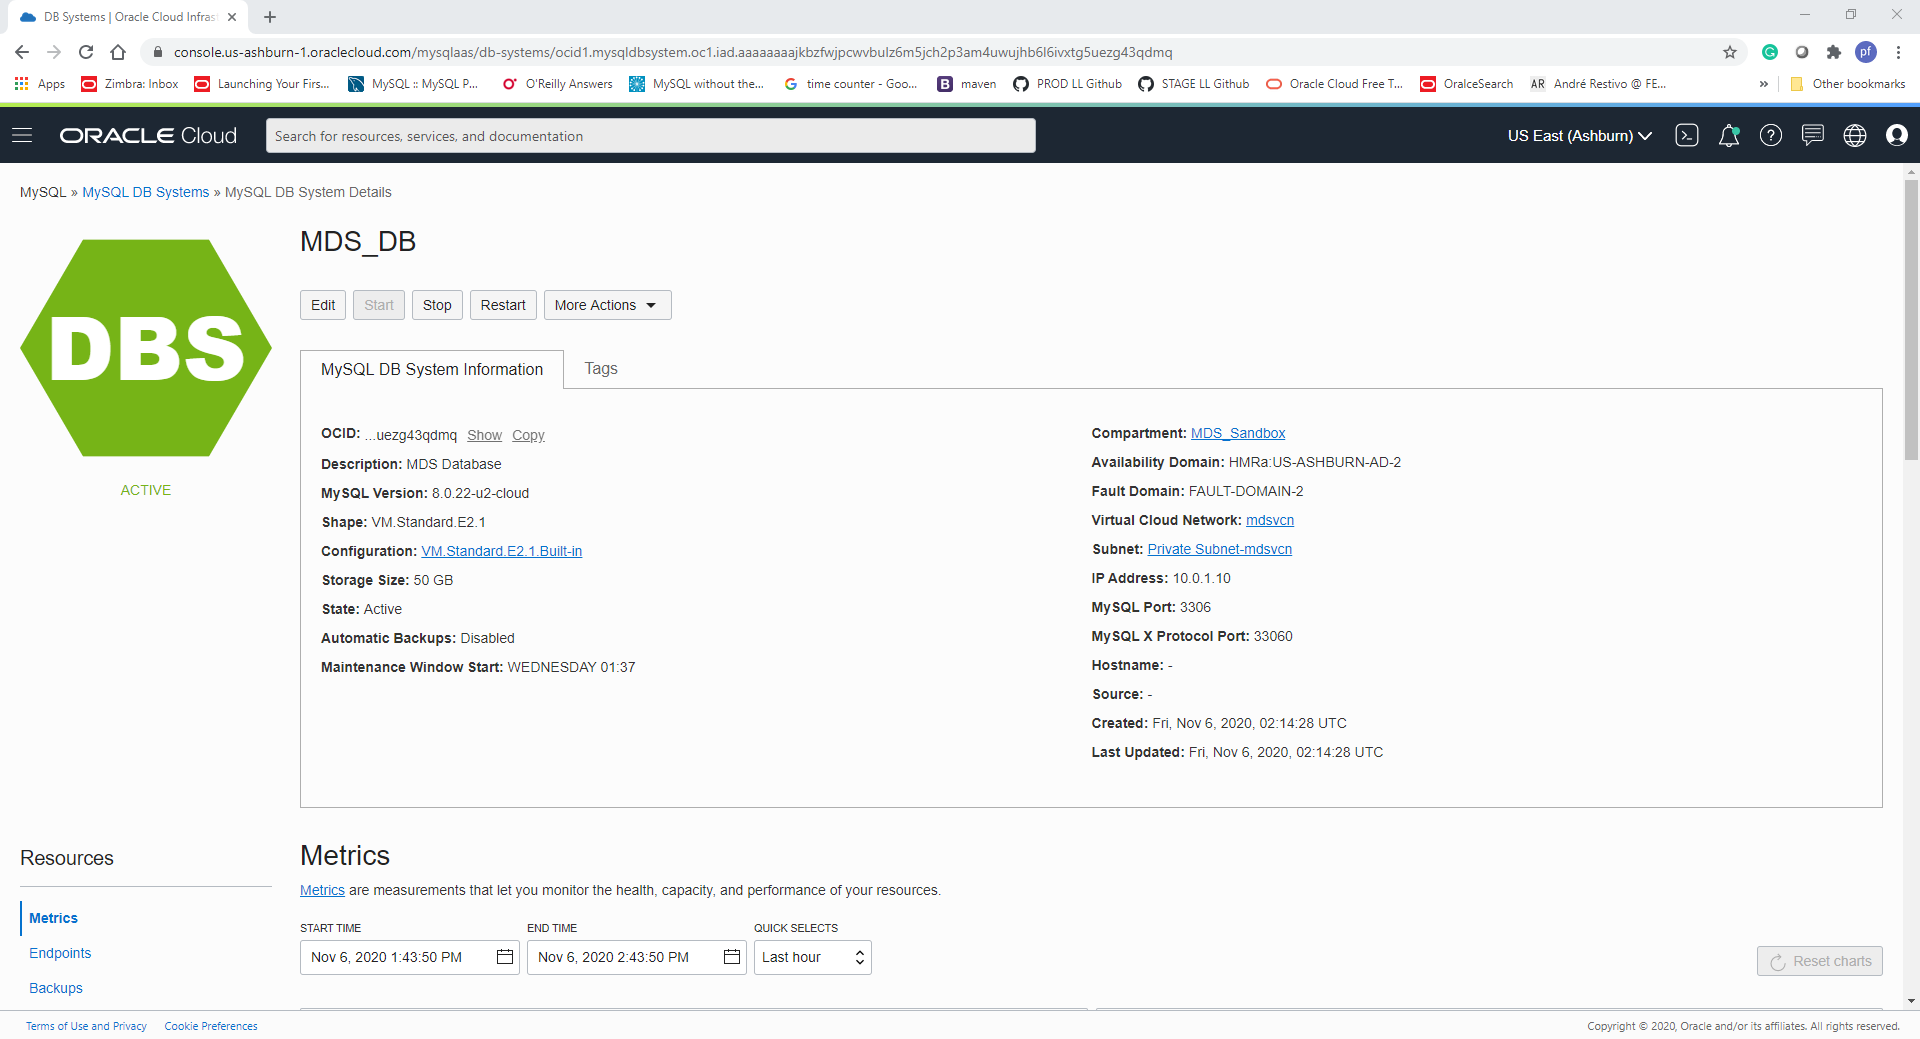 DB Systems | Oracle Cloud Infras
console.us-ashburn-1.oraclecloud.com/mysqlaas/db-systems/ocid1.mysqldbsystem.oc1.iad.aaaaaaaajkbzfwjpcwvbulz6m5jch2p3am4uwujhb6l6ivxtg5uezg43qdmq
pf
Apps Zimbra: Inbox Launching Your Firs... MySQL :: MySQL P... O'Reilly Answers MySQL without the... time counter - Goo... maven PROD LL Github STAGE LL Github Oracle Cloud Free T... OralceSearch AR André Restivo @ FE... » Other bookmarks
ORACLE Cloud
Search for resources, services, and documentation
US East (Ashburn)
MySQL » MySQL DB Systems » MySQL DB System Details
DBS
ACTIVE
MDS_DB
Edit Start Stop Restart More Actions
MySQL DB System Information Tags
OCID: ...uezg43qdmq Show Copy
Description: MDS Database
MySQL Version: 8.0.22-u2-cloud
Shape: VM.Standard.E2.1
Configuration: VM.Standard.E2.1.Built-in
Storage Size: 50 GB
State: Active
Automatic Backups: Disabled
Maintenance Window Start: WEDNESDAY 01:37
Compartment: MDS_Sandbox
Availability Domain: HMRa:US-ASHBURN-AD-2
Fault Domain: FAULT-DOMAIN-2
Virtual Cloud Network: mdsvcn
Subnet: Private Subnet-mdsvcn
IP Address: 10.0.1.10
MySQL Port: 3306
MySQL X Protocol Port: 33060
Hostname: -
Source: -
Created: Fri, Nov 6, 2020, 02:14:28 UTC
Last Updated: Fri, Nov 6, 2020, 02:14:28 UTC
Resources
Metrics
Endpoints
Backups
Metrics
Metrics are measurements that let you monitor the health, capacity, and performance of your resources.
START TIME END TIME QUICK SELECTS
Nov 6, 2020 1:43:50 PM Nov 6, 2020 2:43:50 PM Last hour
Reset charts
Terms of Use and Privacy Cookie Preferences
Copyright © 2020, Oracle and/or its affiliates. All rights reserved.